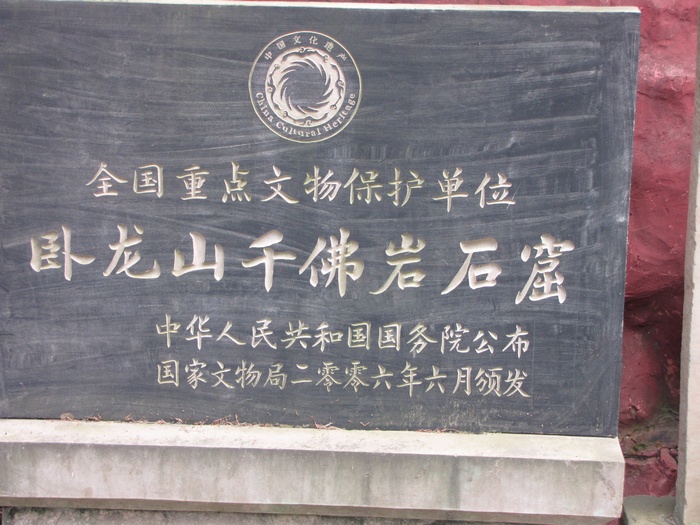 中国文化遗产
China Cultural Heritage
全国重点文物保护单位
卧龙山千佛岩石窟
中华人民共和国国务院公布
国家文物局二零零六年六月颁发